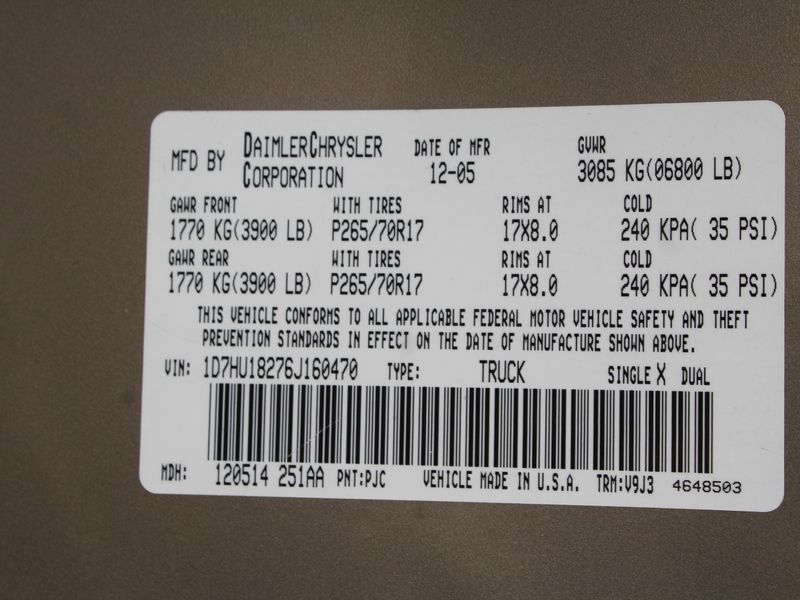 MFD BY DAIMLERCHRYSLER CORPORATION DATE OF MFR 12-05 GVWR 3085 KG(06800 LB)
GAWR FRONT WITH TIRES RIMS AT COLD
1770 KG(3900 LB) P265/70R17 17X8.0 240 KPA( 35 PSI)
GAWR REAR WITH TIRES RIMS AT COLD
1770 KG(3900 LB) P265/70R17 17X8.0 240 KPA( 35 PSI)
THIS VEHICLE CONFORMS TO ALL APPLICABLE FEDERAL MOTOR VEHICLE SAFETY AND THEFT
PREVENTION STANDARDS IN EFFECT ON THE DATE OF MANUFACTURE SHOWN ABOVE.
VIN: 1D7HU18276J160470 TYPE: TRUCK SINGLE X DUAL
MDH: 120514 251AA PNT:PJC VEHICLE MADE IN U.S.A. TRM:V9J3 4648503